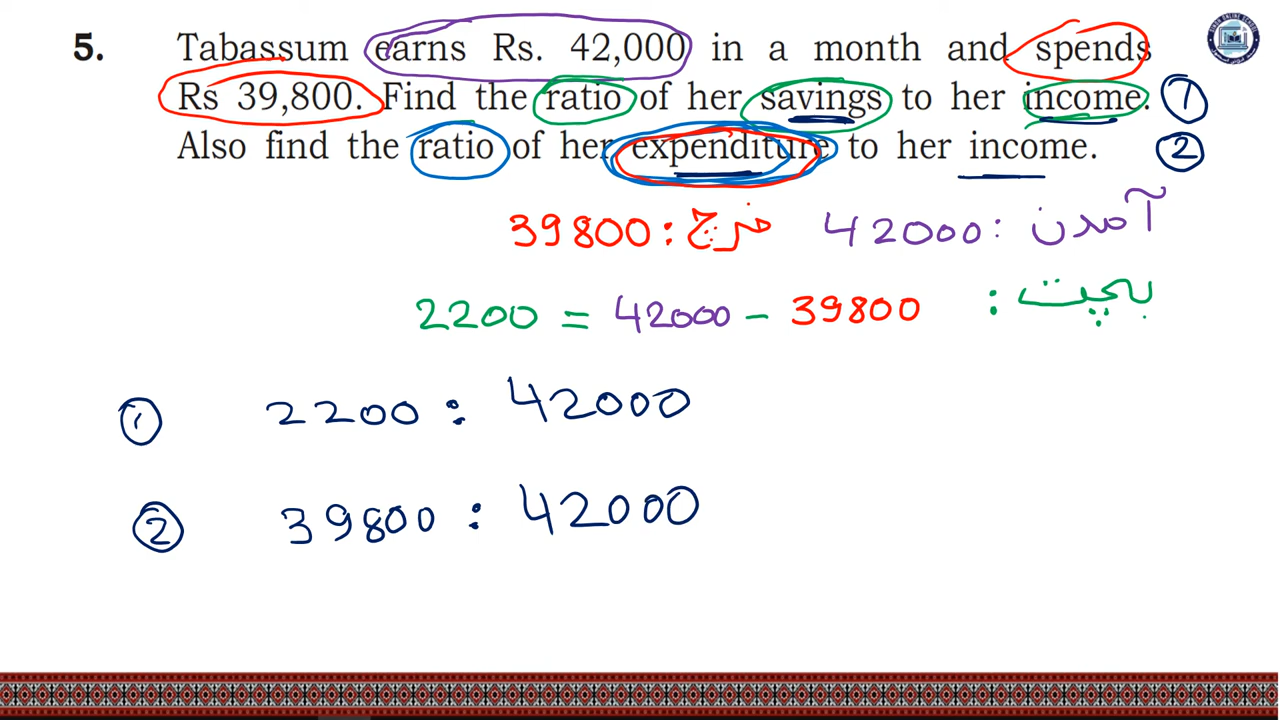 5. Tabassum earns Rs. 42,000 in a month and spends
Rs 39,800. Find the ratio of her savings to her income. 1
Also find the ratio of her expenditure to her income. 2
آمدن : 42000 خرچ : 39800
بچت : 2200 = 42000 - 39800
1 2200 : 42000
2 39800 : 42000